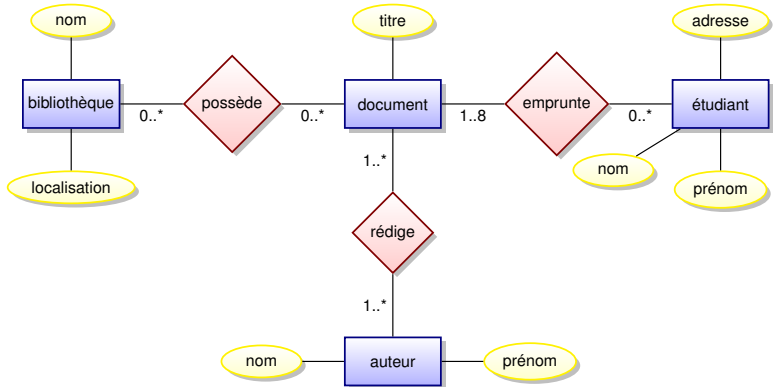 nom
titre
adresse
bibliothèque
possède
document
emprunte
étudiant
0..*
0..*
1..8
0..*
localisation
1..*
nom
prénom
rédige
1..*
nom
auteur
prénom